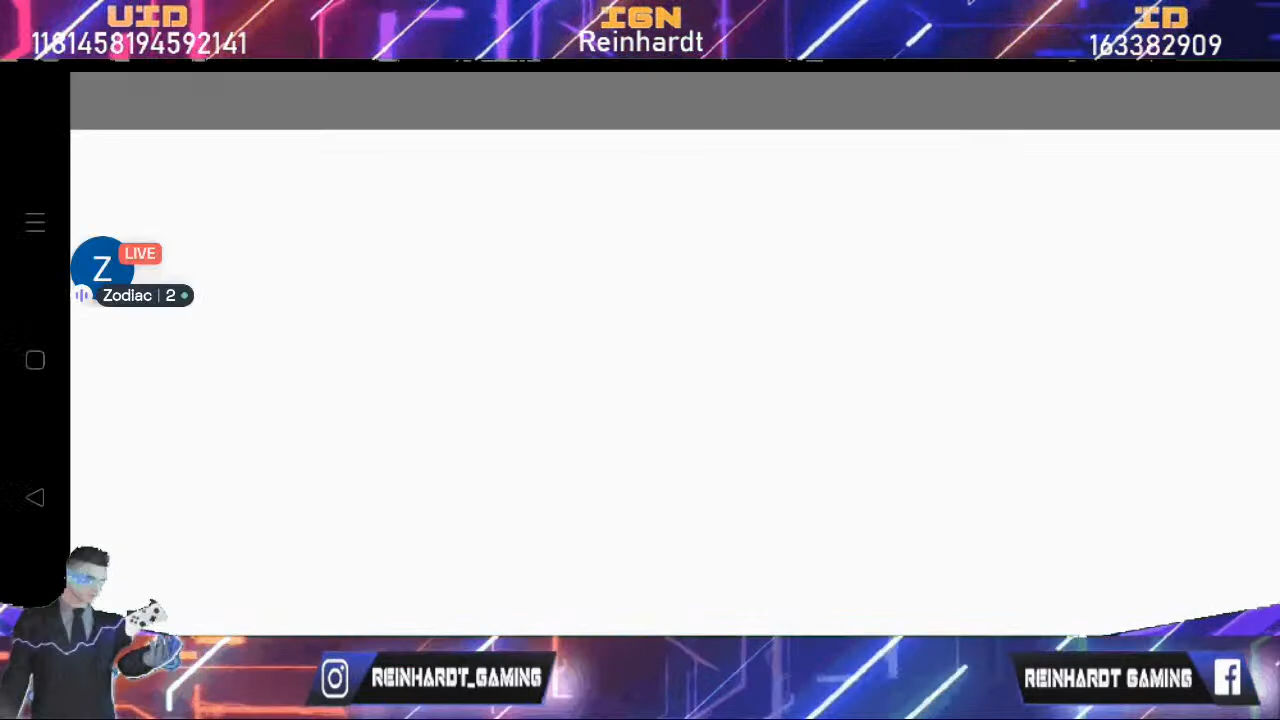 UID
1181458194592141
IGN
Reinhardt
ID
163382909
Z
LIVE
Zodiac | 2
REINHARDT_GAMING
REINHARDT GAMING